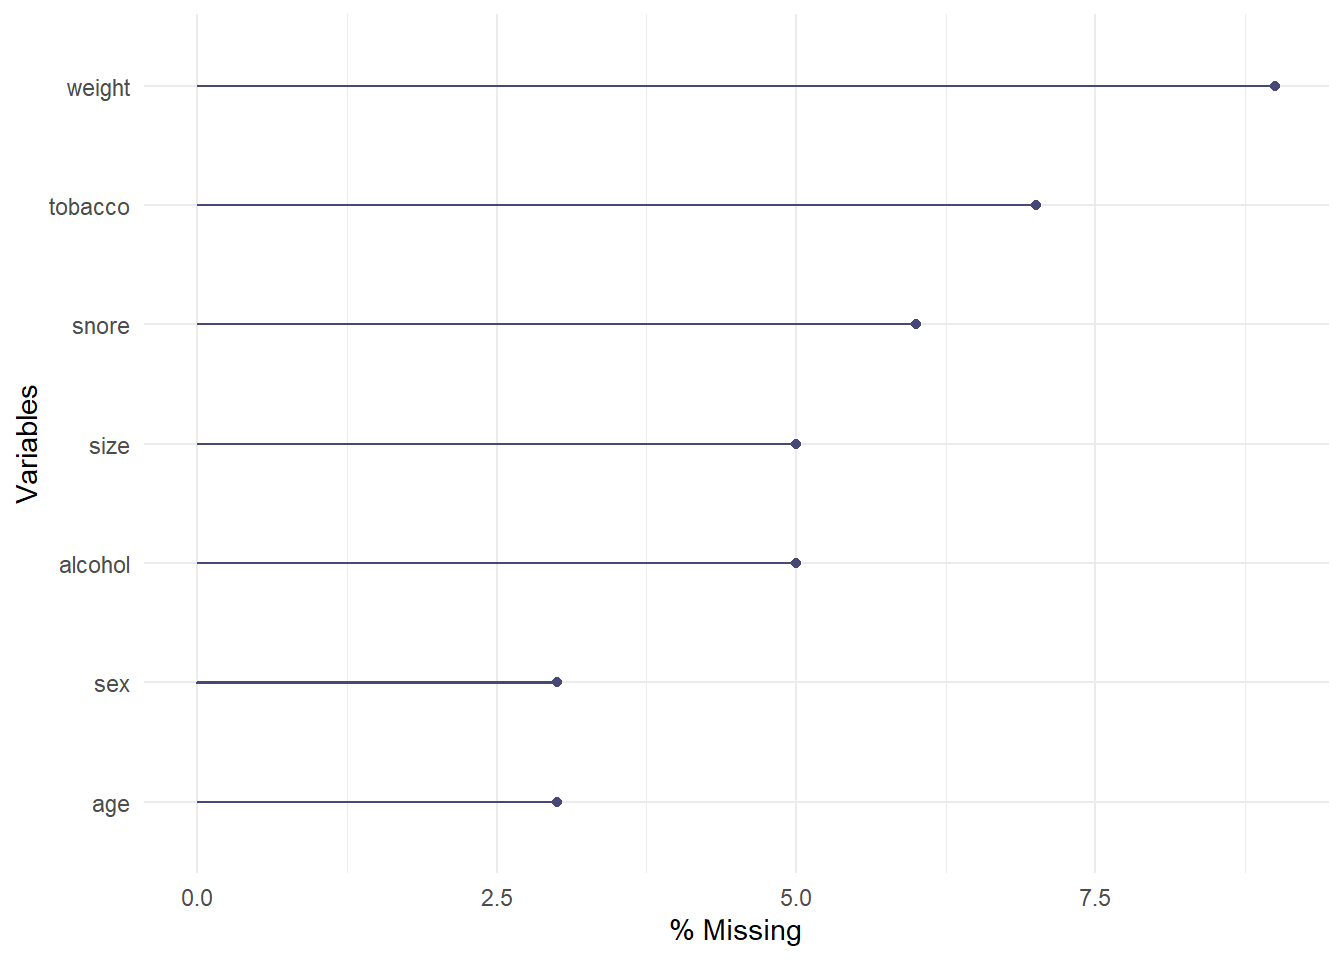 weight
tobacco
snore
size
alcohol
sex
age
Variables
0.0 2.5 5.0 7.5
% Missing